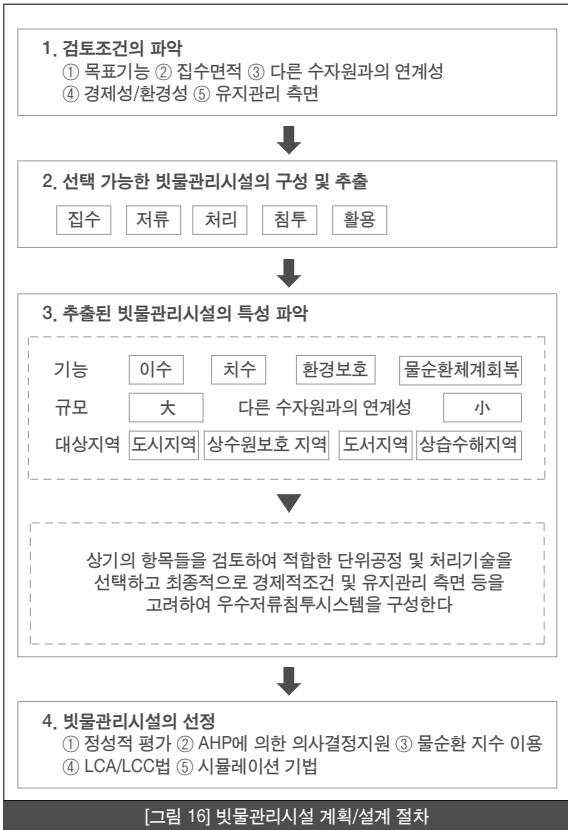 1. 검토조건의 파악
① 목표기능 ② 집수면적 ③ 다른 수자원과의 연계성
④ 경제성/환경성 ⑤ 유지관리 측면
2. 선택 가능한 빗물관리시설의 구성 및 추출
집수 저류 처리 침투 활용
3. 추출된 빗물관리시설의 특성 파악
기능 이수 치수 환경보호 물순환체계회복
규모 大 다른 수자원과의 연계성 小
대상지역 도시지역 상수원보호 지역 도서지역 상습수해지역
상기의 항목들을 검토하여 적합한 단위공정 및 처리기술을
선택하고 최종적으로 경제적조건 및 유지관리 측면 등을
고려하여 우수저류침투시스템을 구성한다
4. 빗물관리시설의 선정
① 정성적 평가 ② AHP에 의한 의사결정지원 ③ 물순환 지수 이용
④ LCA/LCC법 ⑤ 시뮬레이션 기법
[그림 16] 빗물관리시설 계획/설계 절차